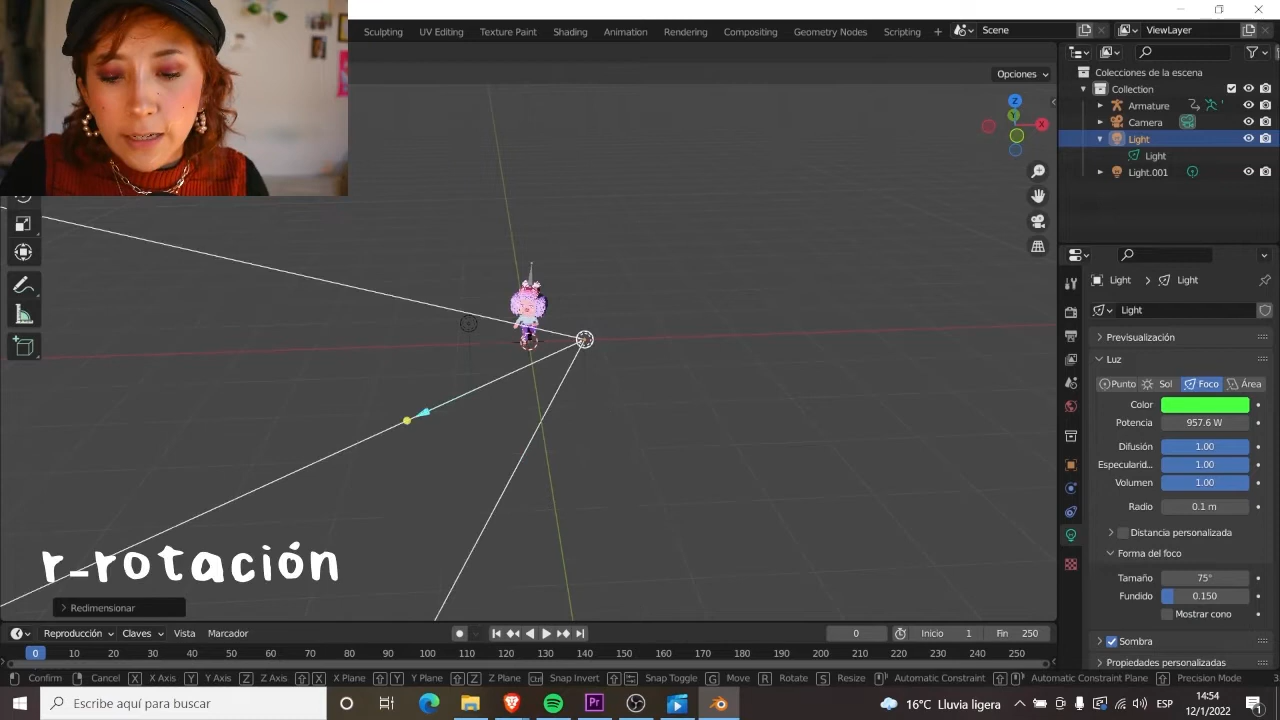 Sculpting UV Editing Texture Paint Shading Animation Rendering Compositing Geometry Nodes Scripting + Scene ViewLayer
Opciones
Colecciones de la escena
Collection
Armature
Camera
Light
Light
Light.001
Z
Y
X
Light Light
Light
Previsualización
Luz
Punto Sol Foco Área
Color
Potencia 957.6 W
Difusión 1.00
Especularid... 1.00
Volumen 1.00
Radio 0.1 m
Distancia personalizada
Forma del foco
Tamaño 75°
Fundido 0.150
Mostrar cono
Sombra
Propiedades personalizadas
r-rotación
Redimensionar
Reproducción Claves Vista Marcador 0 Inicio 1 Fin 250
0 10 20 30 40 50 60 70 80 90 100 110 120 130 140 150 160 170 180 190 200 210 220 230 240 250
Confirm Cancel X X Axis Y Y Axis Z Z Axis X X Plane Y Y Plane Z Z Plane Ctrl Snap Invert Snap Toggle G Move R Rotate S Resize Automatic Constraint Automatic Constraint Plane Precision Mode
Escribe aquí para buscar
16°C Lluvia ligera
ESP
14:54
12/1/2022
1